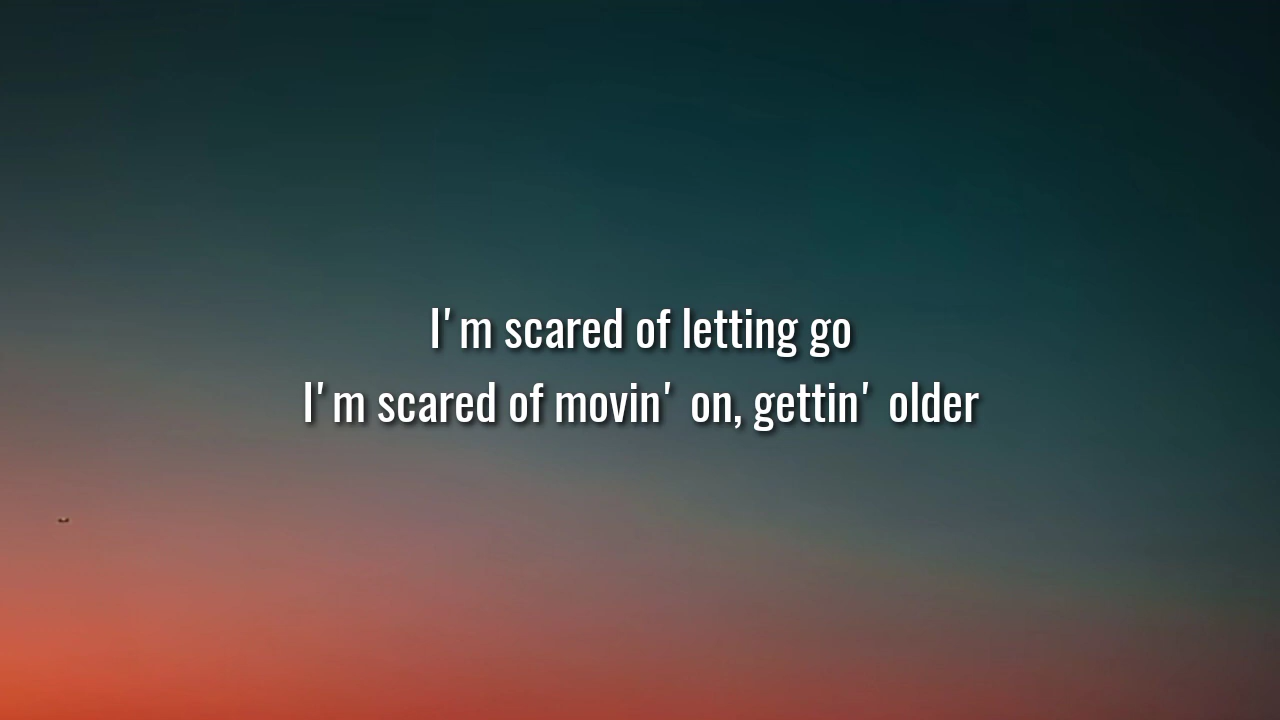 I'm scared of letting go
I'm scared of movin' on, gettin' older